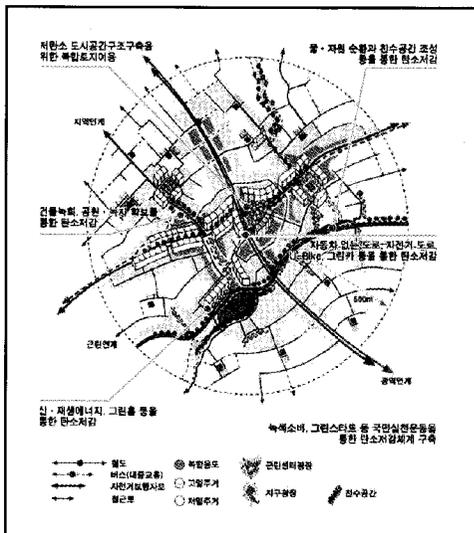 저탄소 도시공간구조구축을
위한 복합토지이용
물·자원 순환과 친수공간 조성
등을 통한 탄소저감
지역연계
건물녹화, 공원·녹지 확보를
통한 탄소저감
자동차 없는 도로, 자전거 도로,
U-Bike, 그린카 등을 통한 탄소저감
500m
근린연계
광역연계
신·재생에너지, 그린홈 등을
통한 탄소저감
녹색소비, 그린스타트 등 국민실천운동을
통한 탄소저감체계 구축
철도
버스(대중교통)
자전거보행자도
접근로
복합용도
고밀주거
저밀주거
근린센터광장
지구광장
친수공간